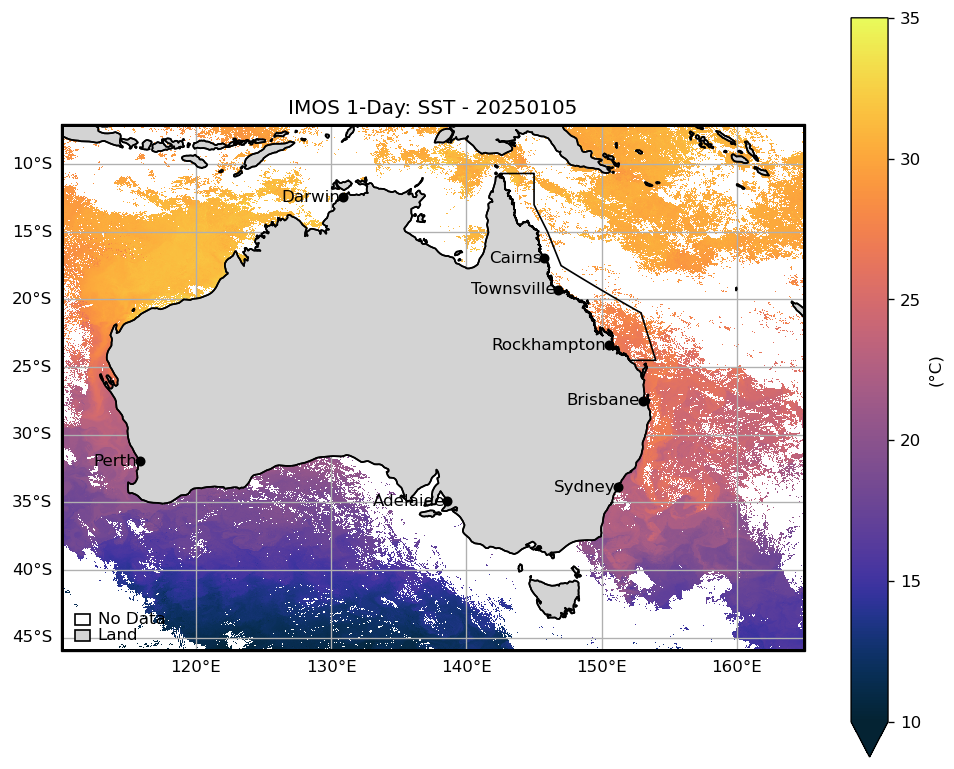 IMOS 1-Day: SST - 20250105
35
30
25
20
15
10
(°C)
10°S
15°S
20°S
25°S
30°S
35°S
40°S
45°S
Darwin
Cairns
Townsville
Rockhampton
Brisbane
Perth
Sydney
Adelaide
No Data
Land
120°E
130°E
140°E
150°E
160°E